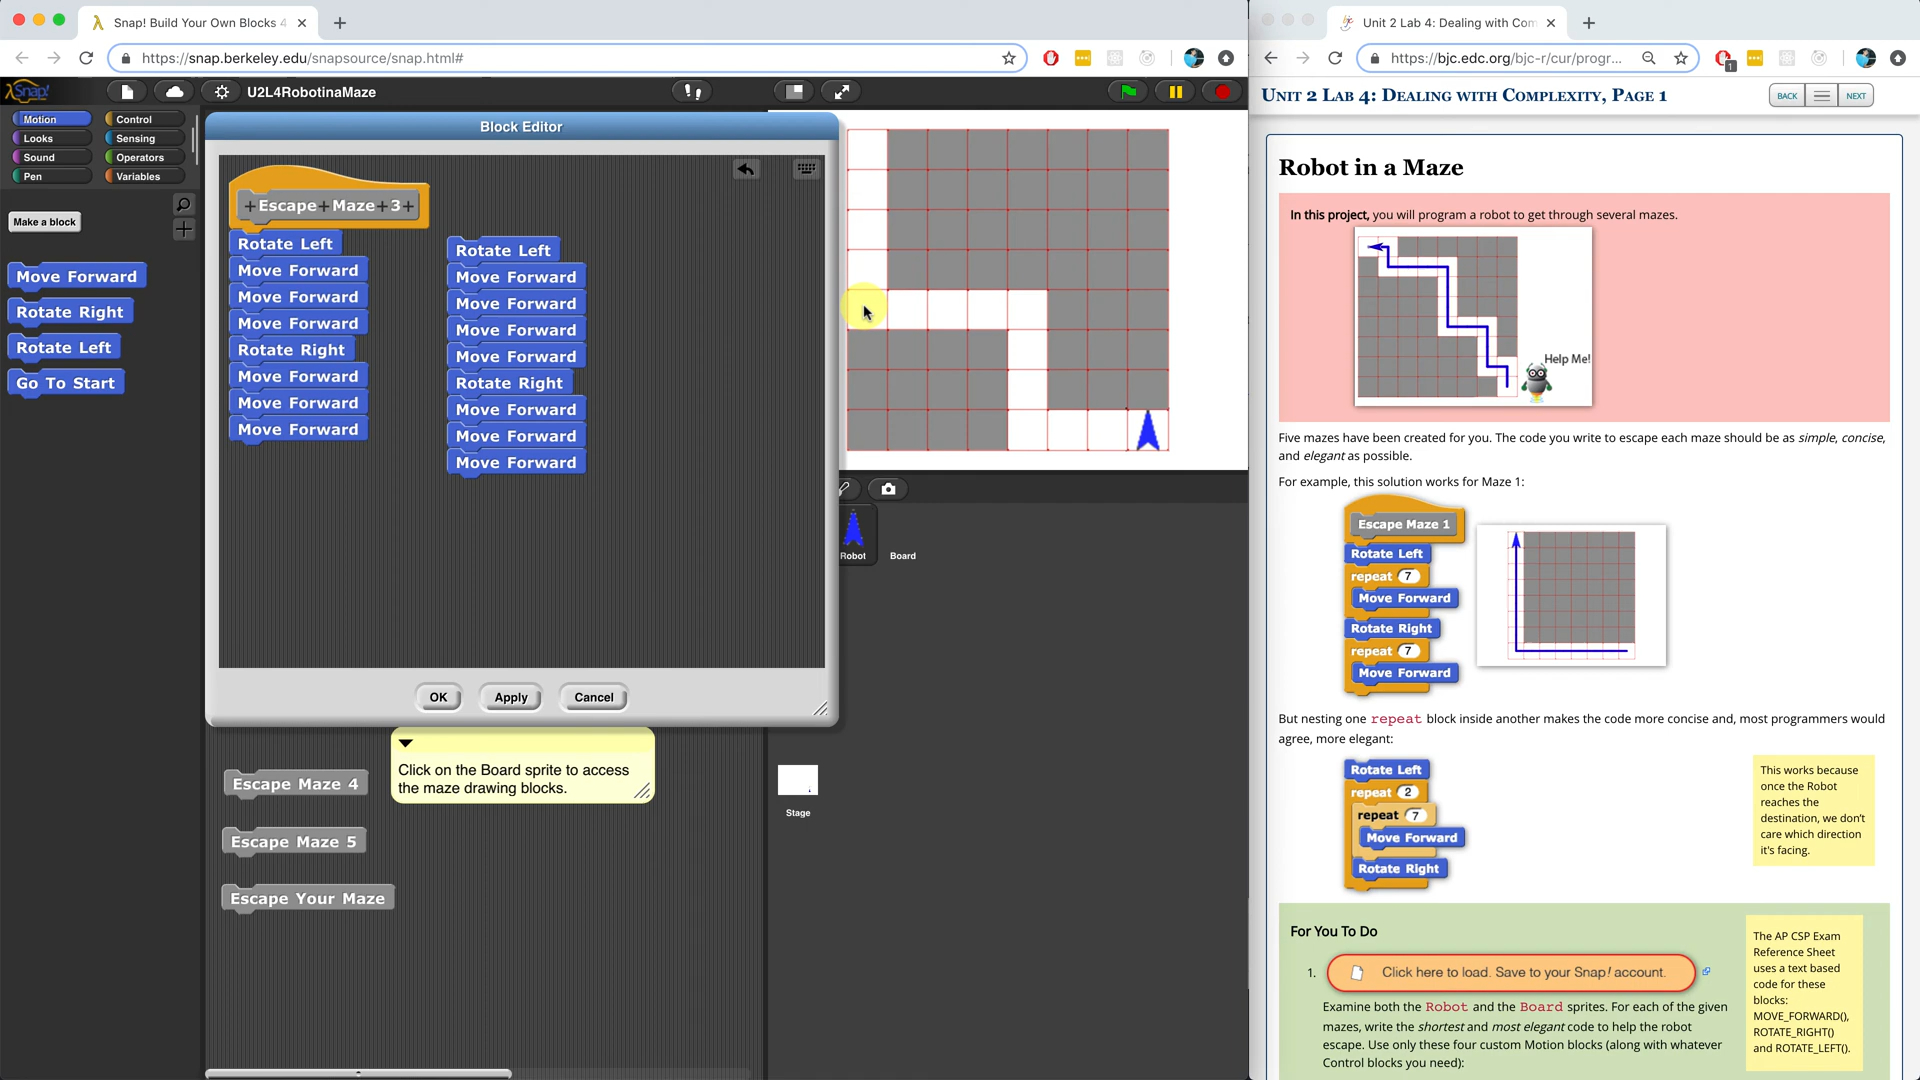 Snap! Build Your Own Blocks 4
https://snap.berkeley.edu/snapsource/snap.html#
Snap!
U2L4RobotinaMaze
Motion
Control
Looks
Sensing
Sound
Operators
Pen
Variables
Make a block
Move Forward
Rotate Right
Rotate Left
Go To Start
Block Editor
+Escape+Maze+3+
Rotate Left
Move Forward
Move Forward
Move Forward
Rotate Right
Move Forward
Move Forward
Move Forward
Rotate Left
Move Forward
Move Forward
Move Forward
Move Forward
Rotate Right
Move Forward
Move Forward
Move Forward
OK
Apply
Cancel
Escape Maze 4
Click on the Board sprite to access
the maze drawing blocks.
Escape Maze 5
Escape Your Maze
Robot
Board
Stage
Unit 2 Lab 4: Dealing with Com
https://bjc.edc.org/bjc-r/cur/progr...
1
Unit 2 Lab 4: Dealing with Complexity, Page 1
BACK
NEXT
Robot in a Maze
In this project, you will program a robot to get through several mazes.
Help Me!
Five mazes have been created for you. The code you write to escape each maze should be as simple, concise,
and elegant as possible.
For example, this solution works for Maze 1:
Escape Maze 1
Rotate Left
repeat 7
Move Forward
Rotate Right
repeat 7
Move Forward
But nesting one repeat block inside another makes the code more concise and, most programmers would
agree, more elegant:
Rotate Left
repeat 2
repeat 7
Move Forward
Rotate Right
This works because
once the Robot
reaches the
destination, we don't
care which direction
it's facing.
For You To Do
1.
Click here to load. Save to your Snap! account.
Examine both the Robot and the Board sprites. For each of the given
mazes, write the shortest and most elegant code to help the robot
escape. Use only these four custom Motion blocks (along with whatever
Control blocks you need):
The AP CSP Exam
Reference Sheet
uses a text based
code for these
blocks:
MOVE_FORWARD(),
ROTATE_RIGHT()
and ROTATE_LEFT().